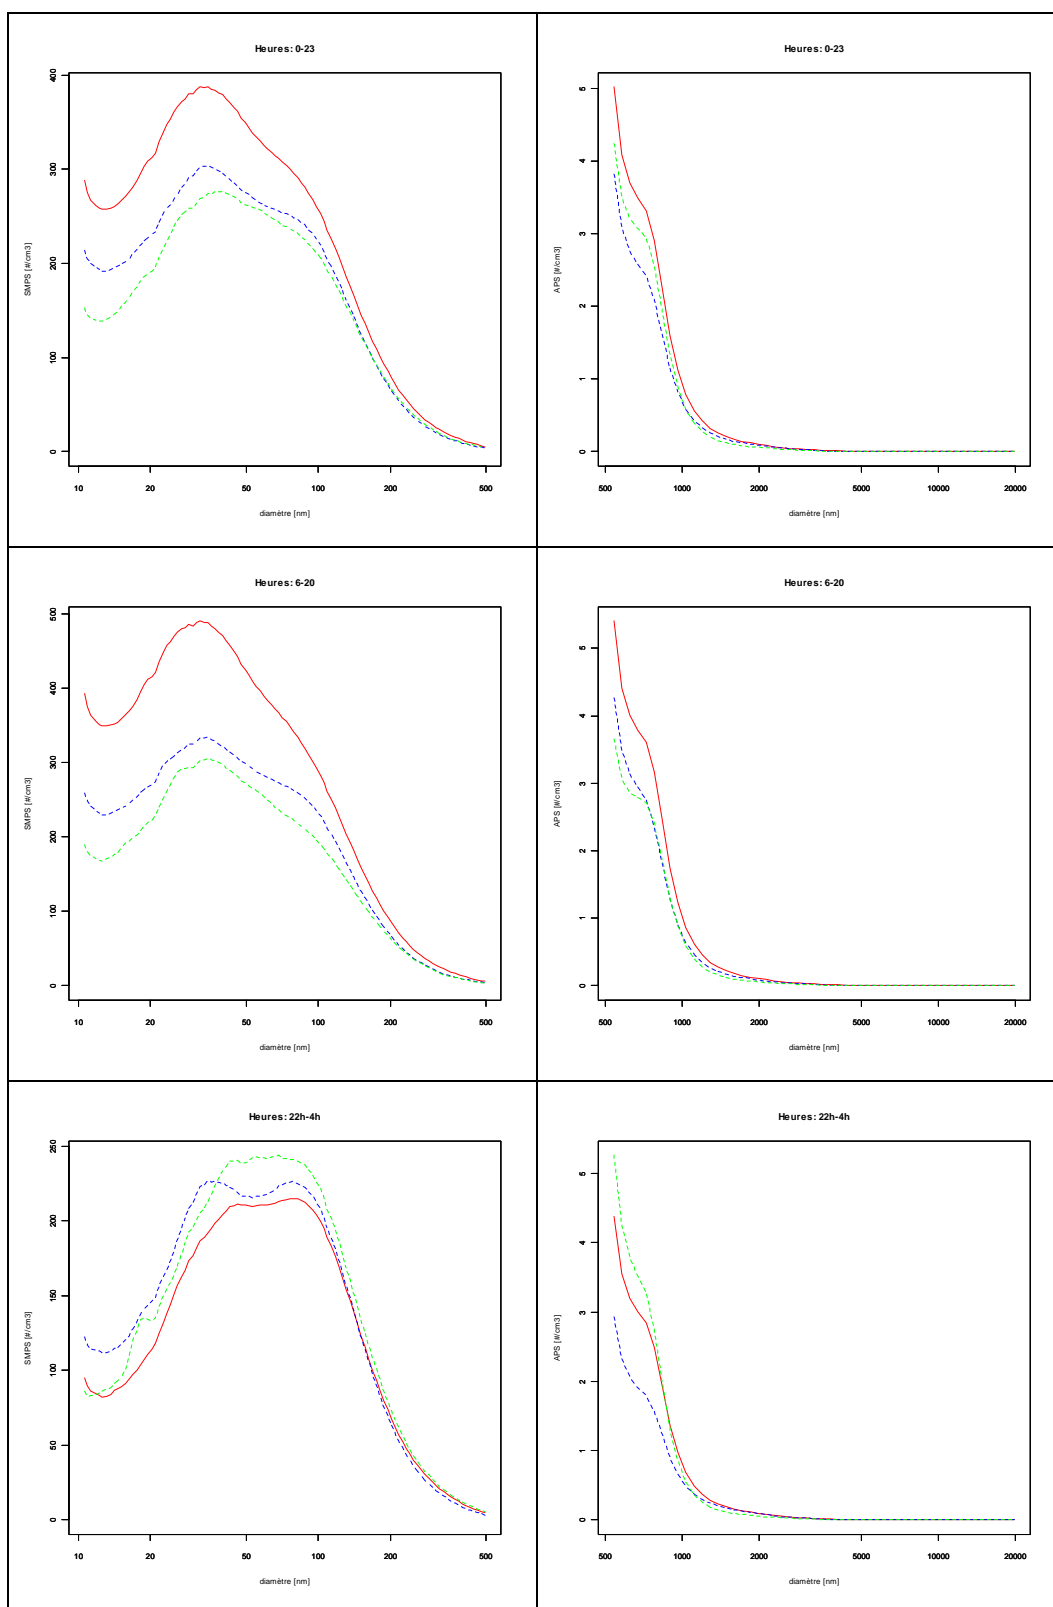 Heures: 0-23
SMPS [#/cm3]
400
300
200
100
0
10 20 50 100 200 500
diamètre [nm]
Heures: 0-23
APS [#/cm3]
5
4
3
2
1
0
500 1000 2000 5000 10000 20000
diamètre [nm]
Heures: 6-20
SMPS [#/cm3]
500
400
300
200
100
0
10 20 50 100 200 500
diamètre [nm]
Heures: 6-20
APS [#/cm3]
5
4
3
2
1
0
500 1000 2000 5000 10000 20000
diamètre [nm]
Heures: 22h-4h
SMPS [#/cm3]
250
200
150
100
50
0
10 20 50 100 200 500
diamètre [nm]
Heures: 22h-4h
APS [#/cm3]
5
4
3
2
1
0
500 1000 2000 5000 10000 20000
diamètre [nm]